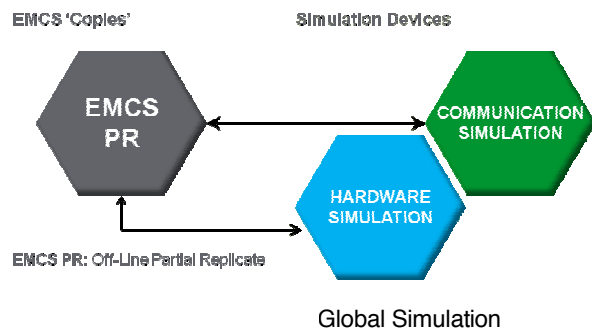 EMCS ‘Copies’
Simulation Devices
EMCS
PR
COMMUNICATION
SIMULATION
HARDWARE
SIMULATION
EMCS PR: Off-Line Partial Replicate
Global Simulation